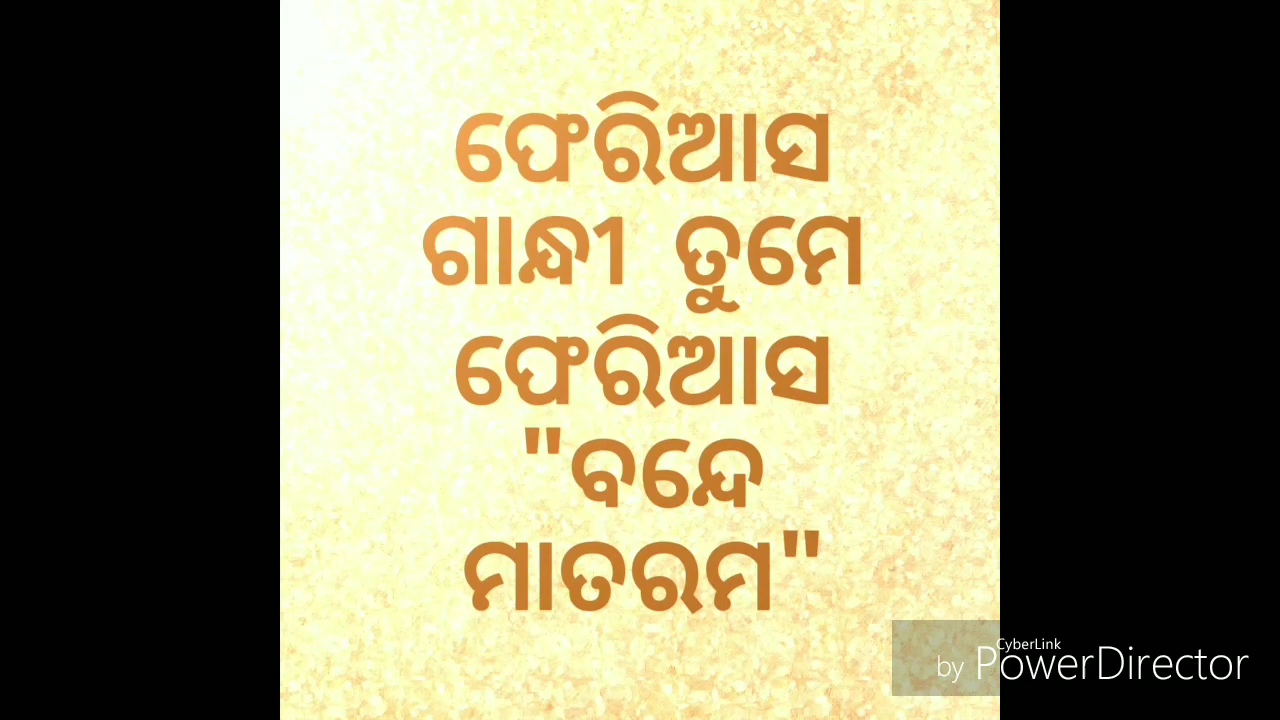 ଫେରିଆସ
ଗାନ୍ଧୀ ତୁମେ
ଫେରିଆସ
"ବନ୍ଦେ
ମାତରମ"
CyberLink
by PowerDirector